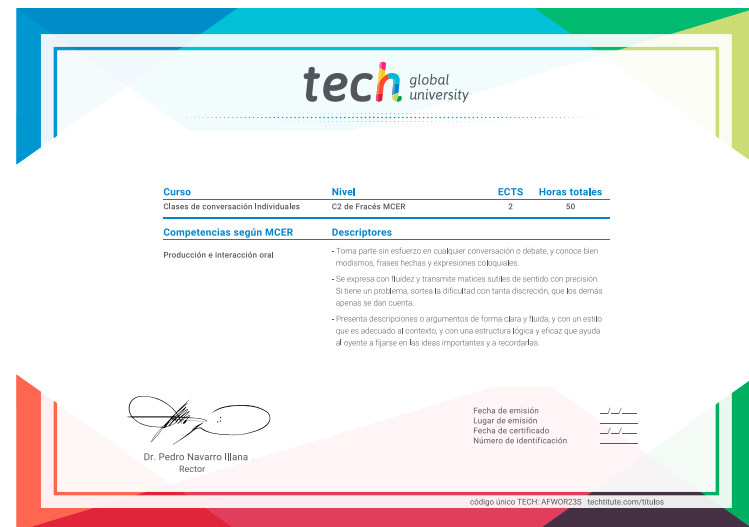 tech global university
Curso Nivel ECTS Horas totales
Clases de conversación Individuales C2 de Fracés MCER 2 50
Competencias según MCER Descriptores
Producción e interacción oral
- Toma parte sin esfuerzo en cualquier conversación o debate, y conoce bien
modismos, frases hechas y expresiones coloquiales.
- Se expresa con fluidez y transmite matices sutiles de sentido con precisión.
Si tiene un problema, sortea la dificultad con tanta discreción, que los demás
apenas se dan cuenta.
- Presenta descripciones o argumentos de forma clara y fluida, y con un estilo
que es adecuado al contexto, y con una estructura lógica y eficaz que ayuda
al oyente a fijarse en las ideas importantes y a recordarlas.
Dr. Pedro Navarro Illana
Rector
Fecha de emisión __/__/____
Lugar de emisión ________
Fecha de certificado __/__/____
Número de identificación ________
código único TECH: AFWOR23S techtitute.com/titulos